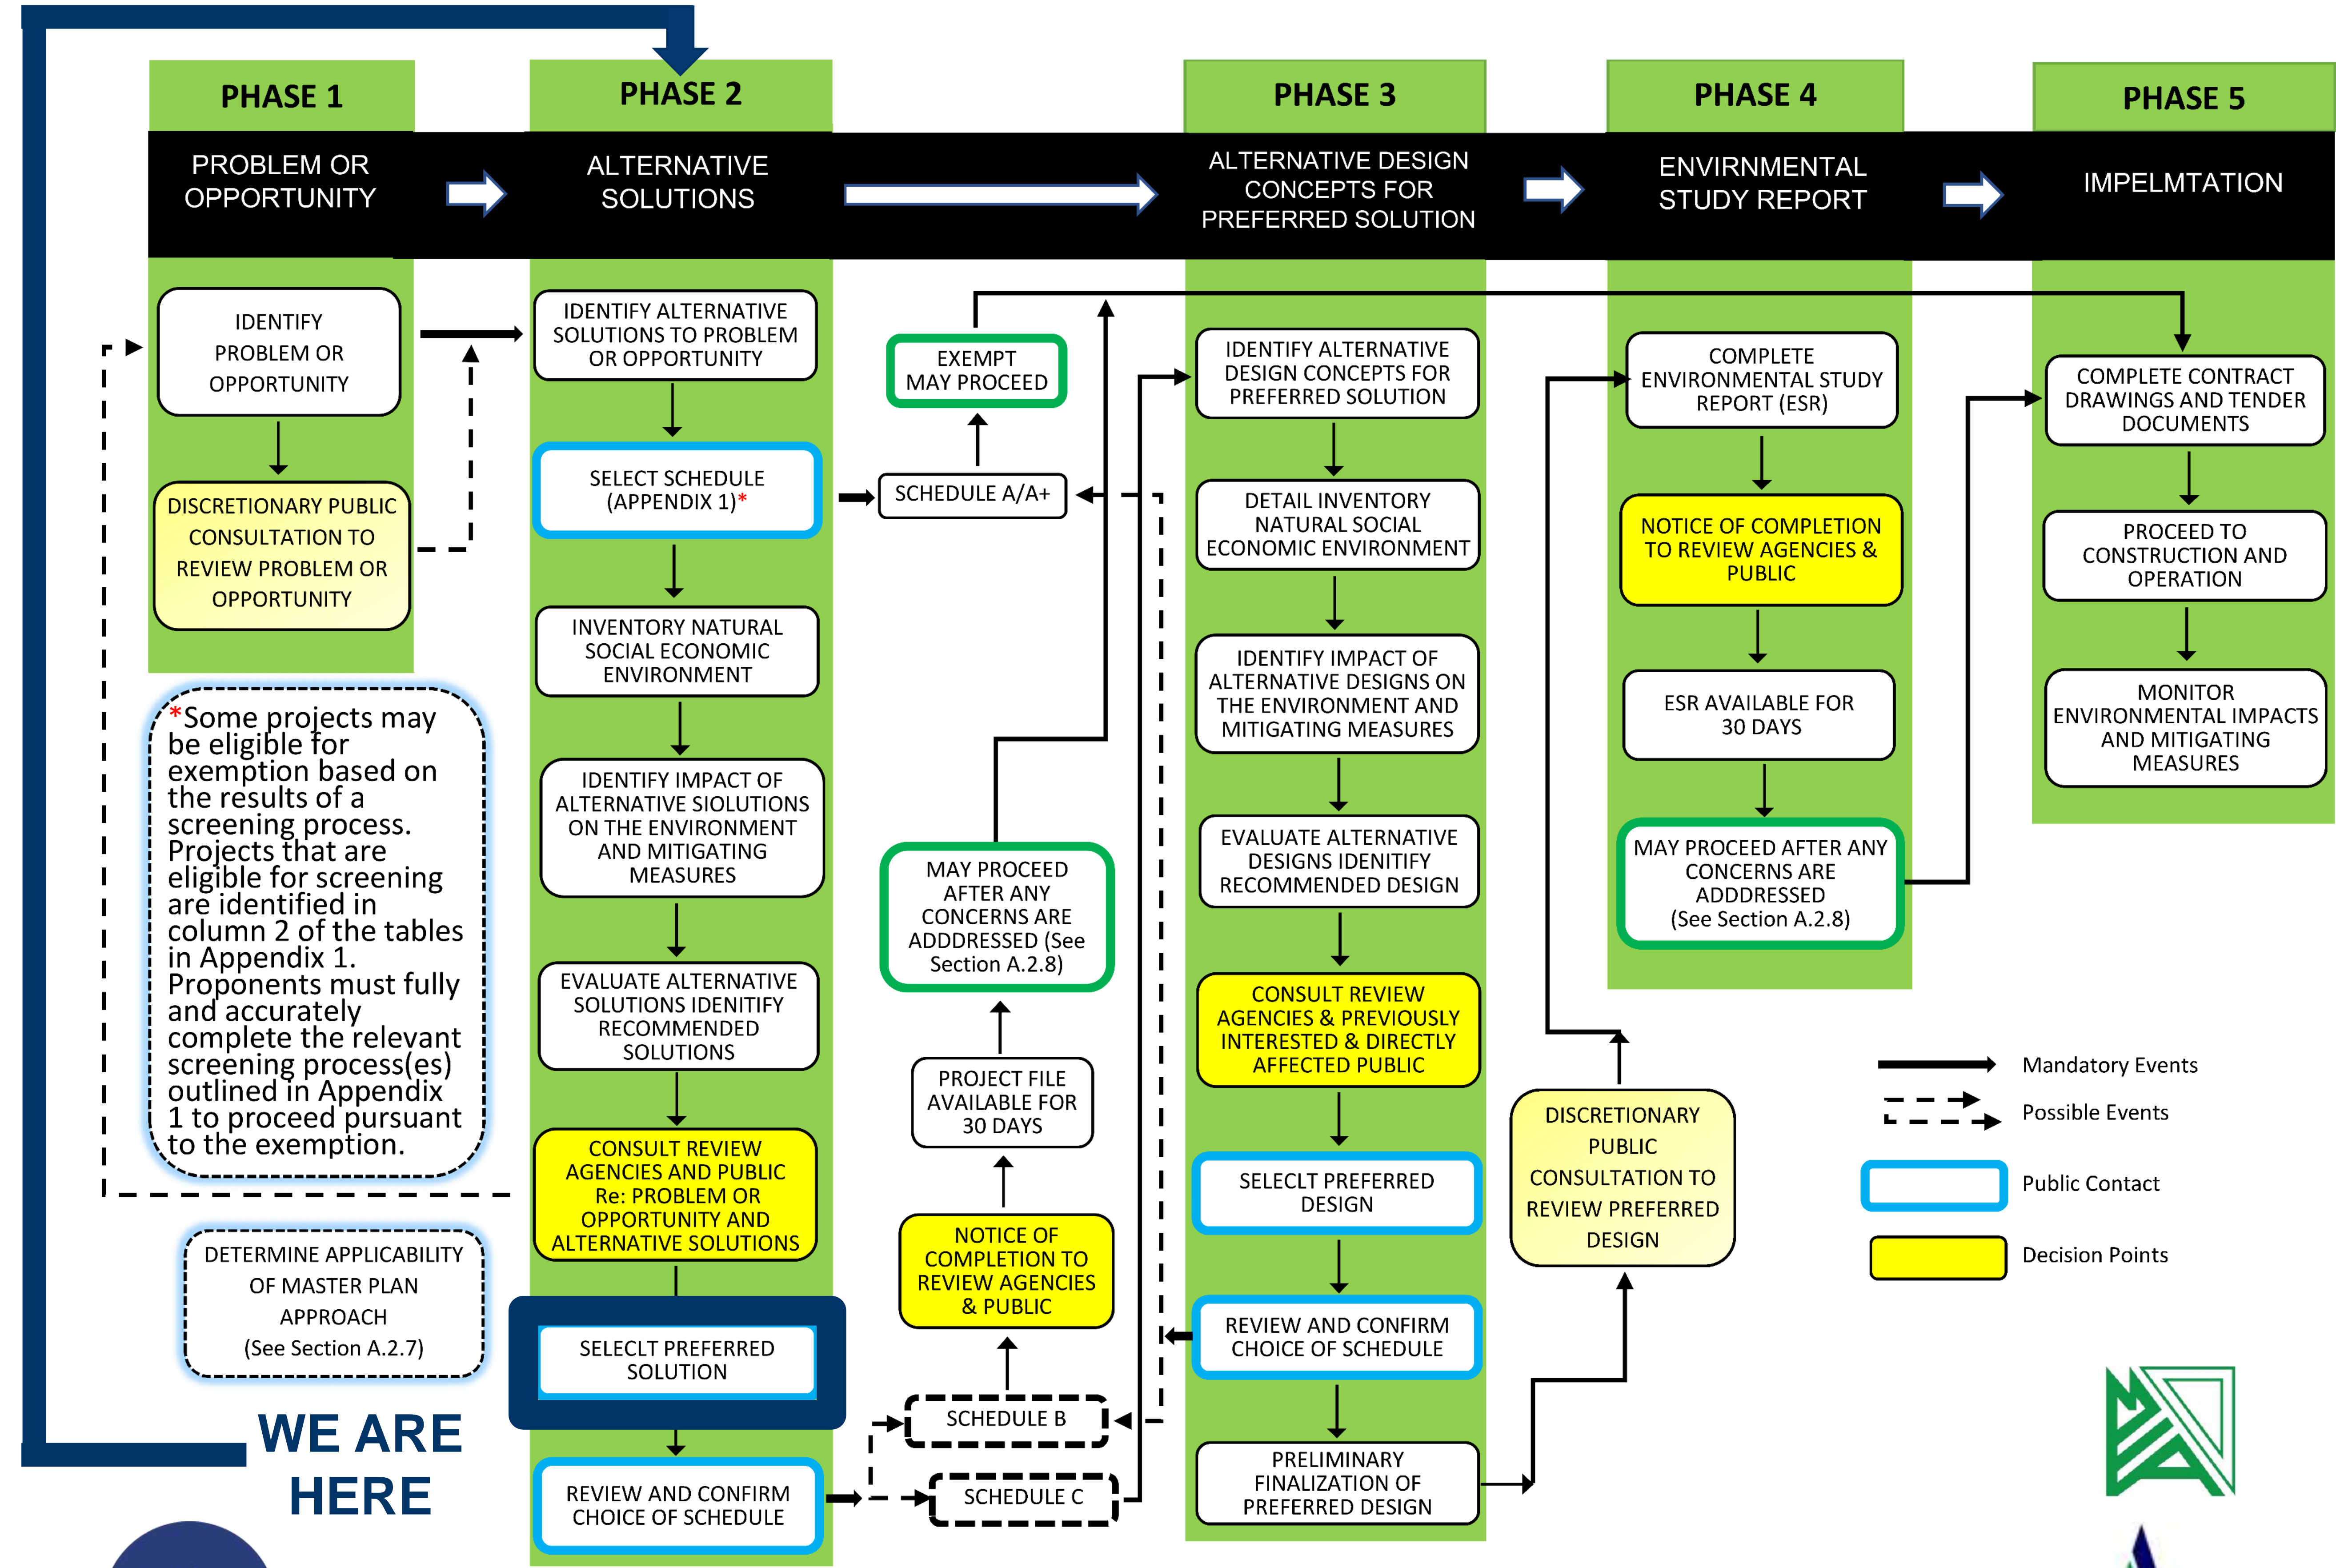 PHASE 1
PROBLEM OR
OPPORTUNITY
IDENTIFY
PROBLEM OR
OPPORTUNITY
DISCRETIONARY PUBLIC
CONSULTATION TO
REVIEW PROBLEM OR
OPPORTUNITY
*Some projects may
be eligible for
exemption based on
the results of a
screening process.
Projects that are
eligible for screening
are identified in
column 2 of the tables
in Appendix 1.
Proponents must fully
and accurately
complete the relevant
screening process(es)
outlined in Appendix
1 to proceed pursuant
to the exemption.
DETERMINE APPLICABILITY
OF MASTER PLAN
APPROACH
(See Section A.2.7)
WE ARE
HERE
PHASE 2
ALTERNATIVE
SOLUTIONS
IDENTIFY ALTERNATIVE
SOLUTIONS TO PROBLEM
OR OPPORTUNITY
SELECT SCHEDULE
(APPENDIX 1)*
INVENTORY NATURAL
SOCIAL ECONOMIC
ENVIRONMENT
IDENTIFY IMPACT OF
ALTERNATIVE SIOLUTIONS
ON THE ENVIRONMENT
AND MITIGATING
MEASURES
EVALUATE ALTERNATIVE
SOLUTIONS IDENITIFY
RECOMMENDED
SOLUTIONS
CONSULT REVIEW
AGENCIES AND PUBLIC
Re: PROBLEM OR
OPPORTUNITY AND
ALTERNATIVE SOLUTIONS
SELECLT PREFERRED
SOLUTION
REVIEW AND CONFIRM
CHOICE OF SCHEDULE
EXEMPT
MAY PROCEED
SCHEDULE A/A+
MAY PROCEED
AFTER ANY
CONCERNS ARE
ADDDRESSED (See
Section A.2.8)
PROJECT FILE
AVAILABLE FOR
30 DAYS
NOTICE OF
COMPLETION TO
REVIEW AGENCIES
& PUBLIC
SCHEDULE B
SCHEDULE C
PHASE 3
ALTERNATIVE DESIGN
CONCEPTS FOR
PREFERRED SOLUTION
IDENTIFY ALTERNATIVE
DESIGN CONCEPTS FOR
PREFERRED SOLUTION
DETAIL INVENTORY
NATURAL SOCIAL
ECONOMIC ENVIRONMENT
IDENTIFY IMPACT OF
ALTERNATIVE DESIGNS ON
THE ENVIRONMENT AND
MITIGATING MEASURES
EVALUATE ALTERNATIVE
DESIGNS IDENITIFY
RECOMMENDED DESIGN
CONSULT REVIEW
AGENCIES & PREVIOUSLY
INTERESTED & DIRECTLY
AFFECTED PUBLIC
SELECLT PREFERRED
DESIGN
REVIEW AND CONFIRM
CHOICE OF SCHEDULE
PRELIMINARY
FINALIZATION OF
PREFERRED DESIGN
DISCRETIONARY
PUBLIC
CONSULTATION TO
REVIEW PREFERRED
DESIGN
PHASE 4
ENVIRNMENTAL
STUDY REPORT
COMPLETE
ENVIRONMENTAL STUDY
REPORT (ESR)
NOTICE OF COMPLETION
TO REVIEW AGENCIES &
PUBLIC
ESR AVAILABLE FOR
30 DAYS
MAY PROCEED AFTER ANY
CONCERNS ARE
ADDDRESSED
(See Section A.2.8)
PHASE 5
IMPELMTATION
COMPLETE CONTRACT
DRAWINGS AND TENDER
DOCUMENTS
PROCEED TO
CONSTRUCTION AND
OPERATION
MONITOR
ENVIRONMENTAL IMPACTS
AND MITIGATING
MEASURES
Mandatory Events
Possible Events
Public Contact
Decision Points